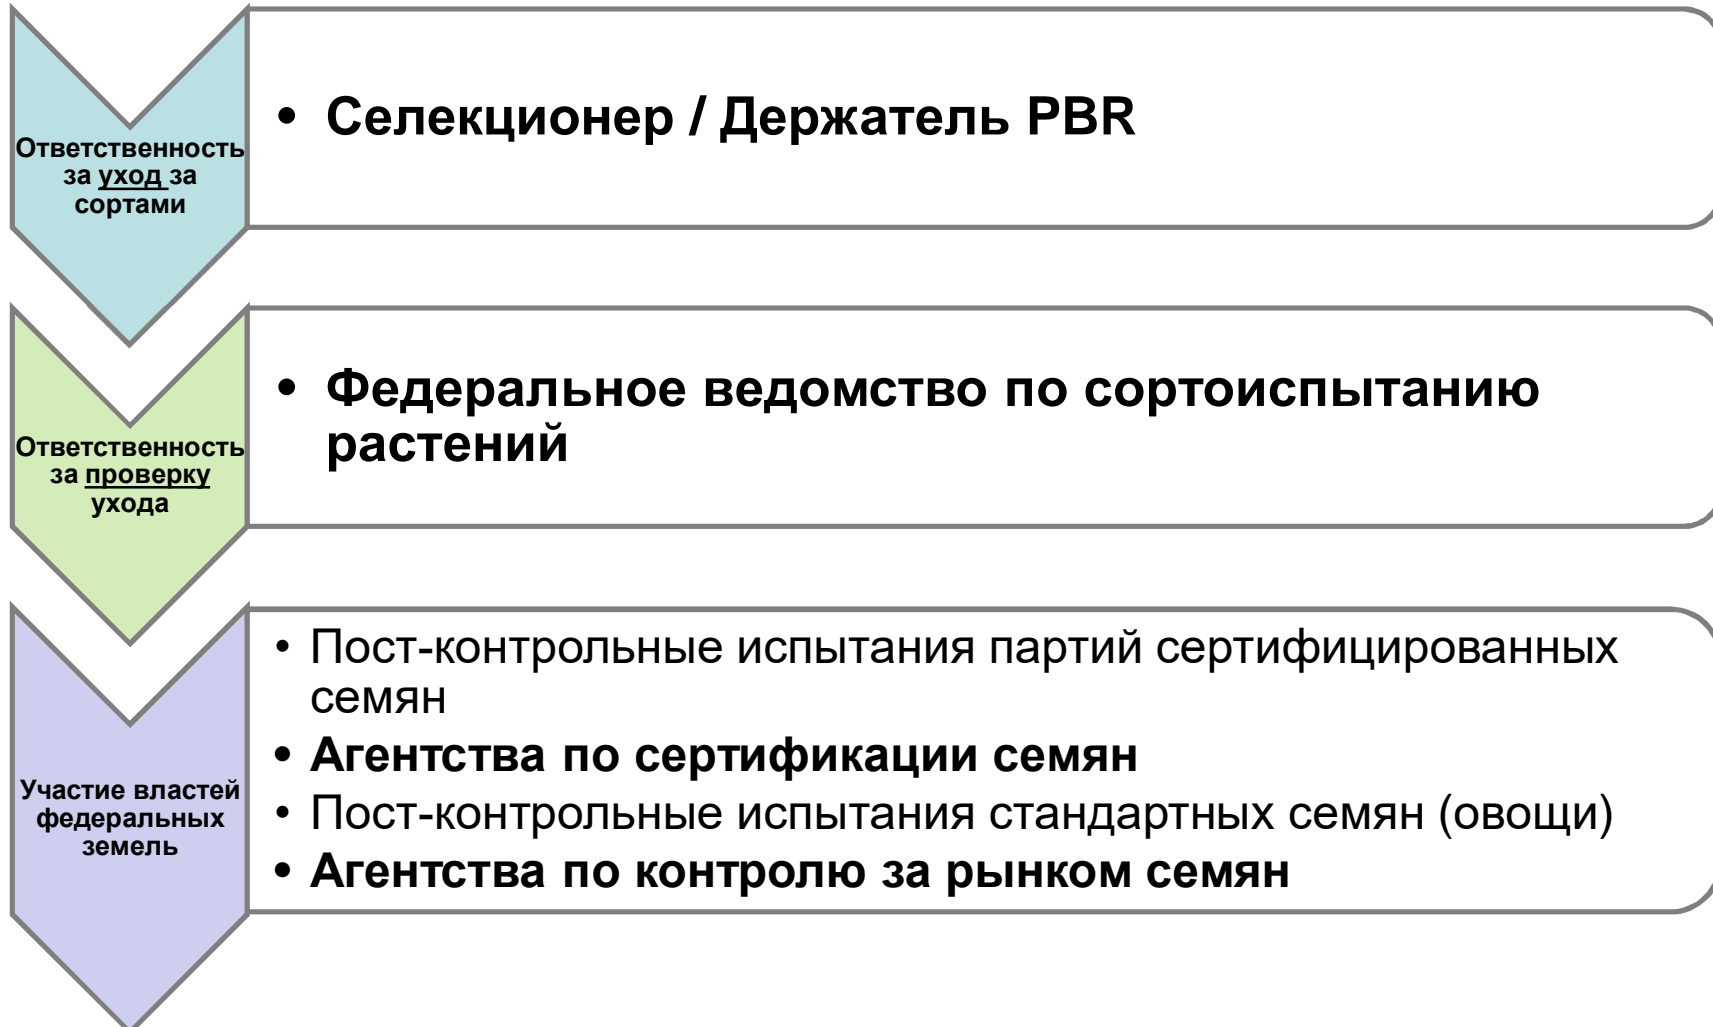 Ответственность
за уход за
сортами
• Селекционер / Держатель PBR
Ответственность
за проверку
ухода
• Федеральное ведомство по сортоиспытанию
растений
Участие властей
федеральных
земель
• Пост-контрольные испытания партий сертифицированных
семян
• Агентства по сертификации семян
• Пост-контрольные испытания стандартных семян (овощи)
• Агентства по контролю за рынком семян